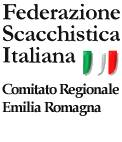 Federazione
Scacchistica
Italiana
Comitato Regionale
Emilia Romagna